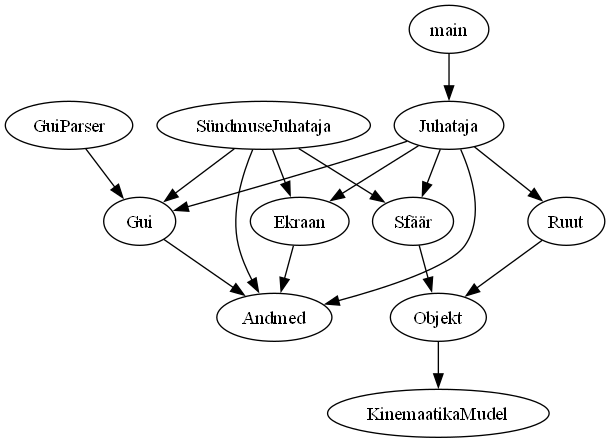 main
GuiParser
SündmuseJuhataja
Juhataja
Gui
Ekraan
Sfäär
Ruut
Andmed
Objekt
KinemaatikaMudel